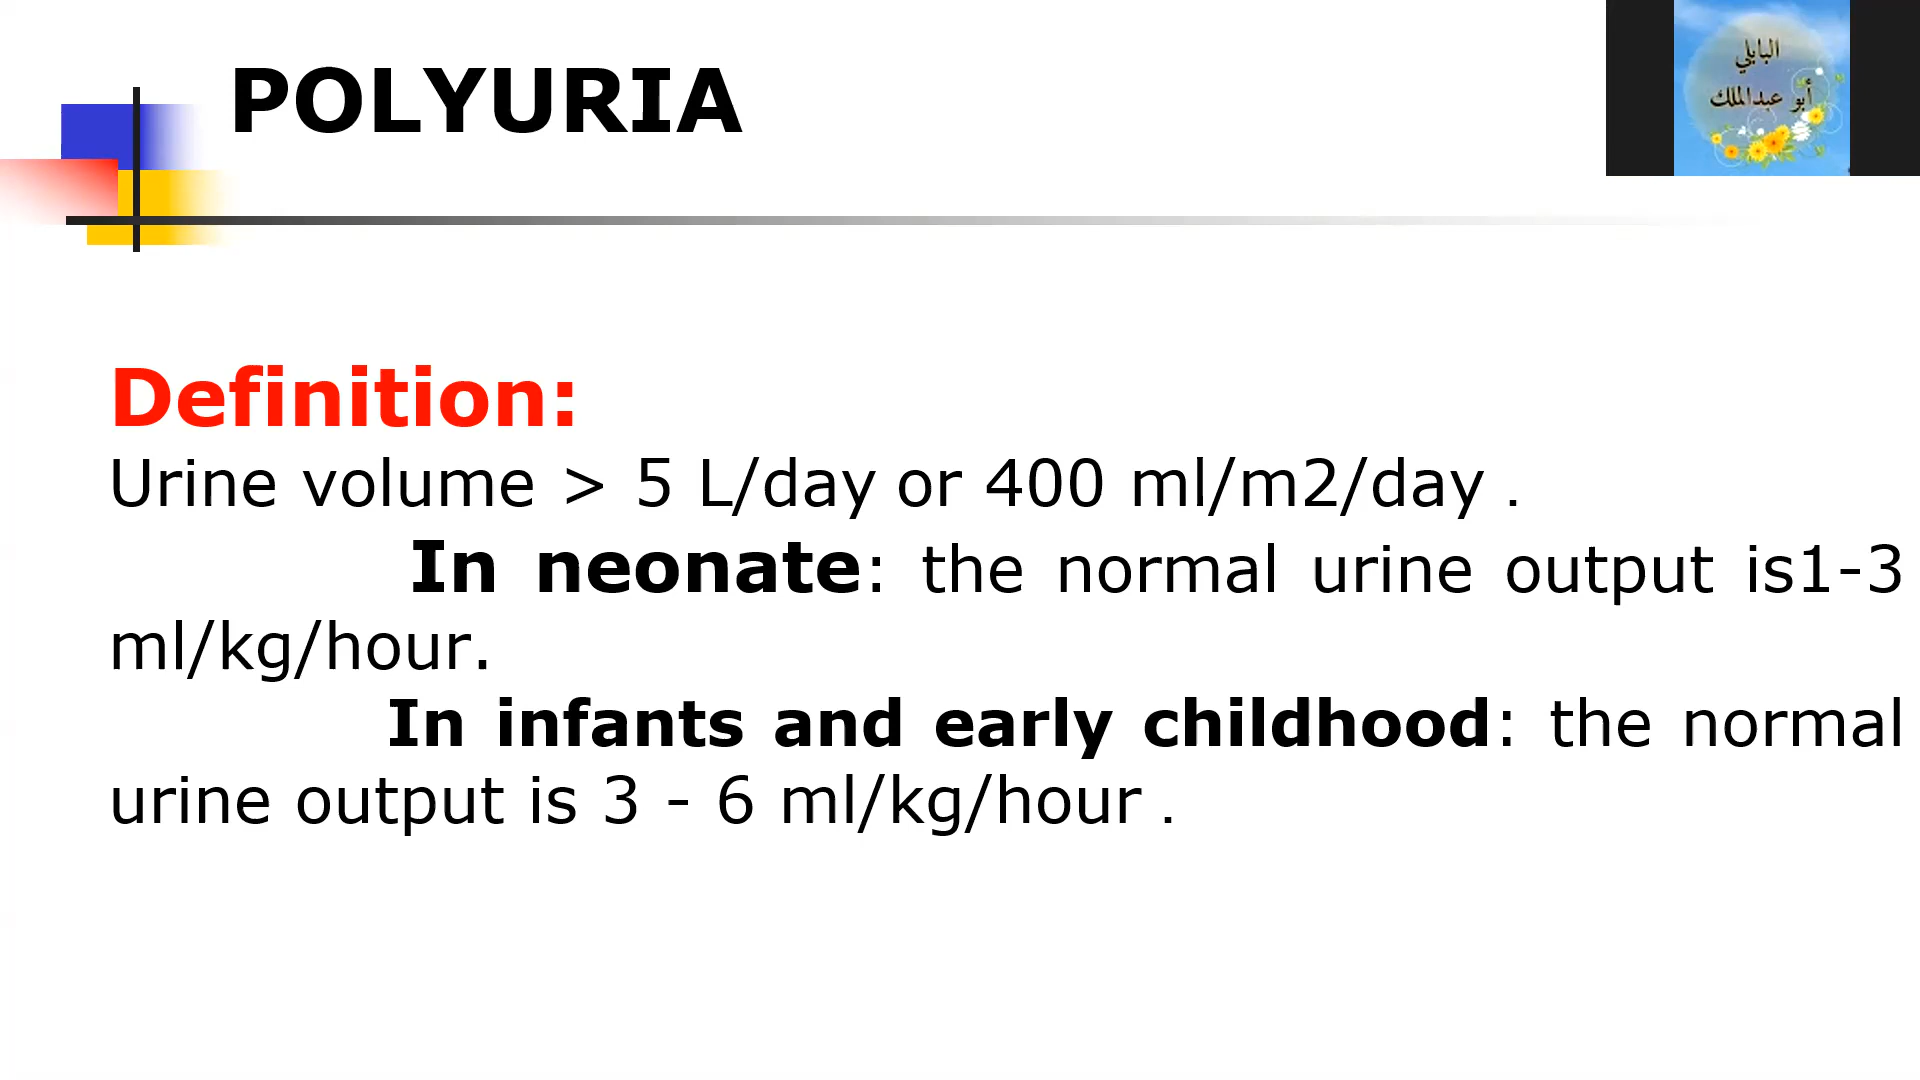 POLYURIA
البابلي
أبو عبدالملك
Definition:
Urine volume > 5 L/day or 400 ml/m2/day .
In neonate: the normal urine output is1-3
ml/kg/hour.
In infants and early childhood: the normal
urine output is 3 - 6 ml/kg/hour .